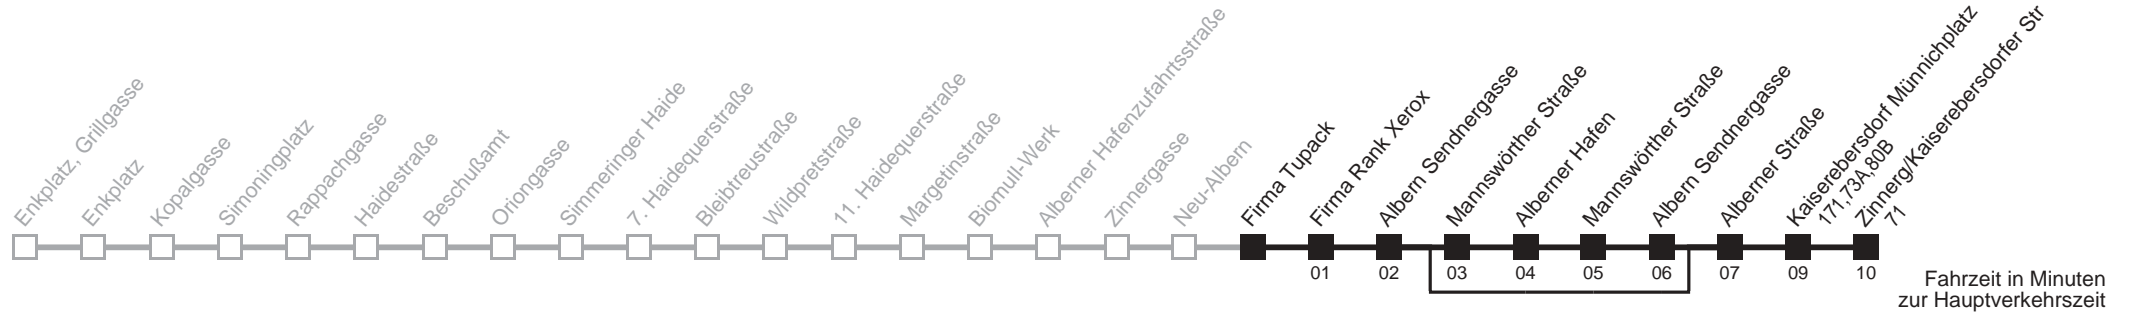 Enkplatz, Grillgasse
Enkplatz
Kopalgasse
Simoningplatz
Rappachgasse
Haidestraße
Beschußamt
Oriongasse
Simmeringer Haide
7. Haidequerstraße
Bleibtreustraße
Wildpretstraße
11. Haidequerstraße
Margetinstraße
Biomull-Werk
Alberner Hafenzufahrtsstraße
Zinnergasse
Neu-Albern
Firma Tupack
Firma Rank Xerox
Albern Sendnergasse
Mannswörther Straße
Alberner Hafen
Mannswörther Straße
Albern Sendnergasse
Alberner Straße
Kaiserebersdorf Münnichplatz
171,73A,80B
Zinnerg/Kaiserebersdorfer Str
71
01 02 03 04 05 06 07 09 10
Fahrzeit in Minuten
zur Hauptverkehrszeit